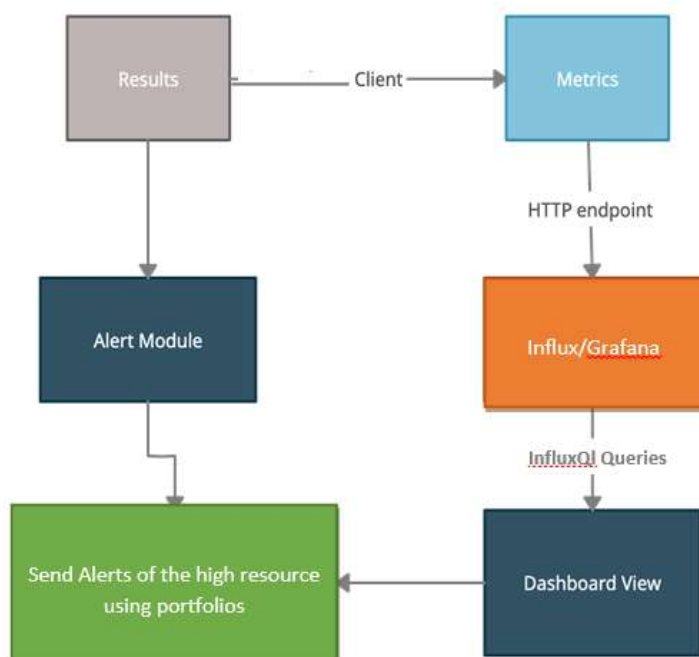 Results
Client
Metrics
HTTP endpoint
Alert Module
Influx/Grafana
InfluxQl Queries
Send Alerts of the high resource
using portfolios
Dashboard View